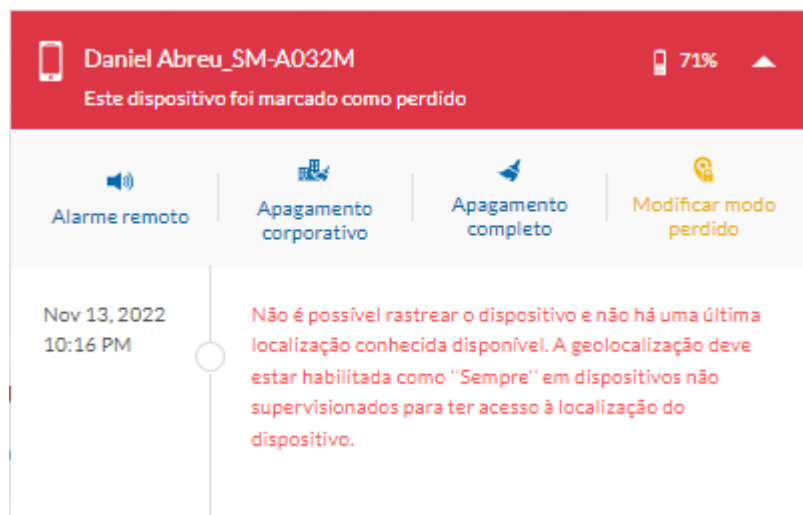 Daniel Abreu_SM-A032M
71%
Este dispositivo foi marcado como perdido
Alarme remoto
Apagamento
corporativo
Apagamento
completo
Modificar modo
perdido
Nov 13, 2022
10:16 PM
Não é possível rastrear o dispositivo e não há uma última
localização conhecida disponível. A geolocalização deve
estar habilitada como "Sempre" em dispositivos não
supervisionados para ter acesso à localização do
dispositivo.